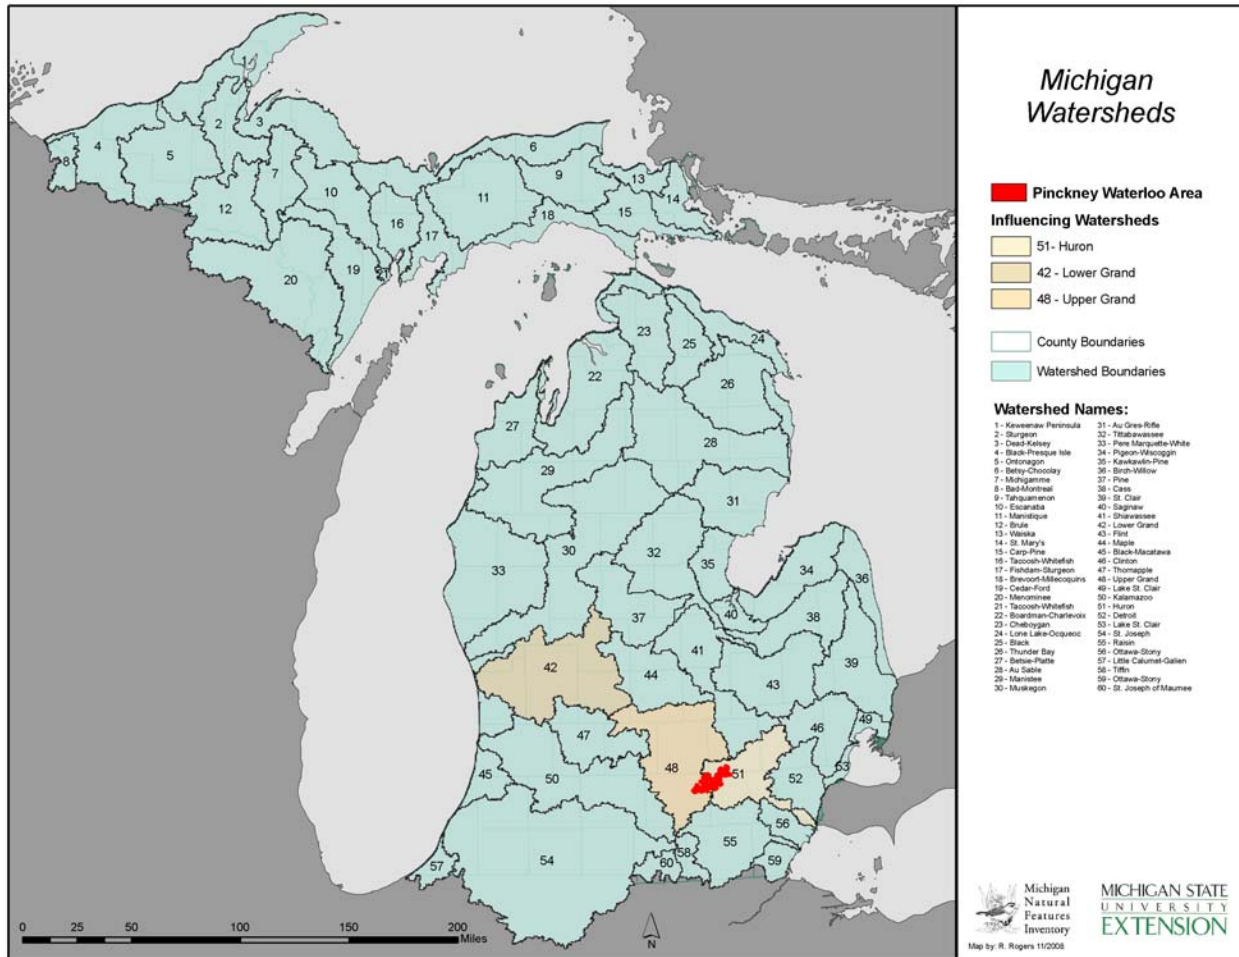 Michigan
Watersheds
Pinckney Waterloo Area
Influencing Watersheds
51- Huron
42 - Lower Grand
48 - Upper Grand
County Boundaries
Watershed Boundaries
Watershed Names:
1 - Keweenaw Peninsula
2 - Sturgeon
3 - Dead-Kelsey
4 - Black-Presque Isle
5 - Ontonagon
6 - Betsy-Chocolay
7 - Michigamme
8 - Bad-Montreal
9 - Tahquamenon
10 - Escanaba
11 - Manistique
12 - Brule
13 - Waiska
14 - St. Mary's
15 - Carp-Pine
16 - Tacoosh-Whitefish
17 - Fishdam-Sturgeon
18 - Brevoort-Millecoquins
19 - Cedar-Ford
20 - Menominee
21 - Tacoosh-Whitefish
22 - Boardman-Charlevoix
23 - Cheboygan
24 - Lone Lake-Ocqueoc
25 - Black
26 - Thunder Bay
27 - Betsie-Platte
28 - Au Sable
29 - Manistee
30 - Muskegon
31 - Au Gres-Rifle
32 - Tittabawassee
33 - Pere Marquette-White
34 - Pigeon-Wiscoggin
35 - Kawkawlin-Pine
36 - Birch-Willow
37 - Pine
38 - Cass
39 - St. Clair
40 - Saginaw
41 - Shiawassee
42 - Lower Grand
43 - Flint
44 - Maple
45 - Black-Macatawa
46 - Clinton
47 - Thornapple
48 - Upper Grand
49 - Lake St. Clair
50 - Kalamazoo
51 - Huron
52 - Detroit
53 - Lake St. Clair
54 - St. Joseph
55 - Raisin
56 - Ottawa-Stony
57 - Little Calumet-Galien
58 - Tiffin
59 - Ottawa-Stony
60 - St. Joseph of Maumee
1
2
3
8
4
5
7
6
9
13
10
11
14
12
16
15
18
17
19
20
21
23
24
25
22
26
27
28
29
31
30
32
33
35
34
36
40
37
38
42
41
44
39
43
46
49
47
48
51
45
50
52
53
56
55
54
58
57
60
59
0 25 50 100 150 200
Miles
N
Michigan
Natural
Features
Inventory
MICHIGAN STATE
UNIVERSITY
EXTENSION
Map by: R. Rogers 11/2008